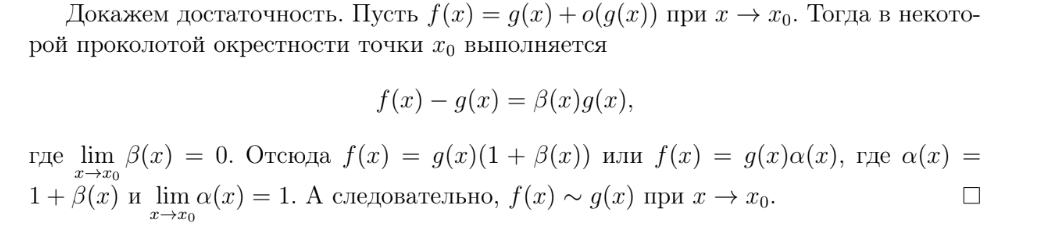 Докажем достаточность. Пусть f(x) = g(x) + o(g(x)) при x → x₀. Тогда в некото-
рой проколотой окрестности точки x₀ выполняется
f(x) − g(x) = β(x)g(x),
где lim_{x→x₀} β(x) = 0. Отсюда f(x) = g(x)(1 + β(x)) или f(x) = g(x)α(x), где α(x) =
1 + β(x) и lim_{x→x₀} α(x) = 1. А следовательно, f(x) ∼ g(x) при x → x₀. □